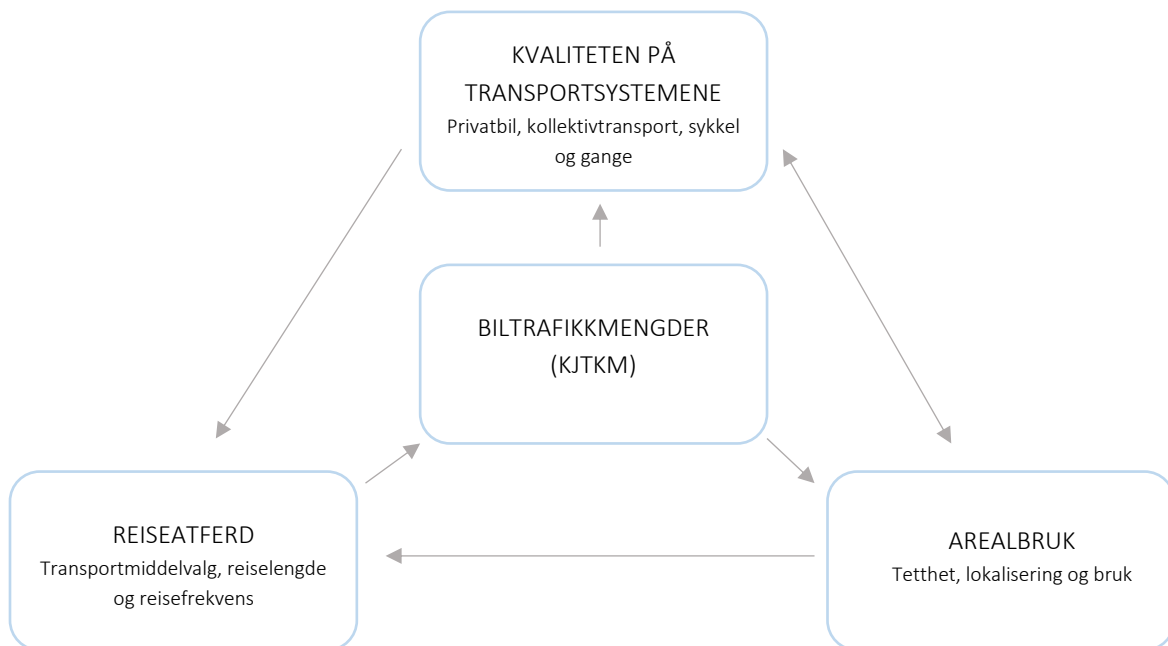 KVALITETEN PÅ
TRANSPORTSYSTEMENE
Privatbil, kollektivtransport, sykkel
og gange
BILTRAFIKKMENGDER
(KJTKM)
REISEATFERD
Transportmiddelvalg, reiselengde
og reisefrekvens
AREALBRUK
Tetthet, lokalisering og bruk